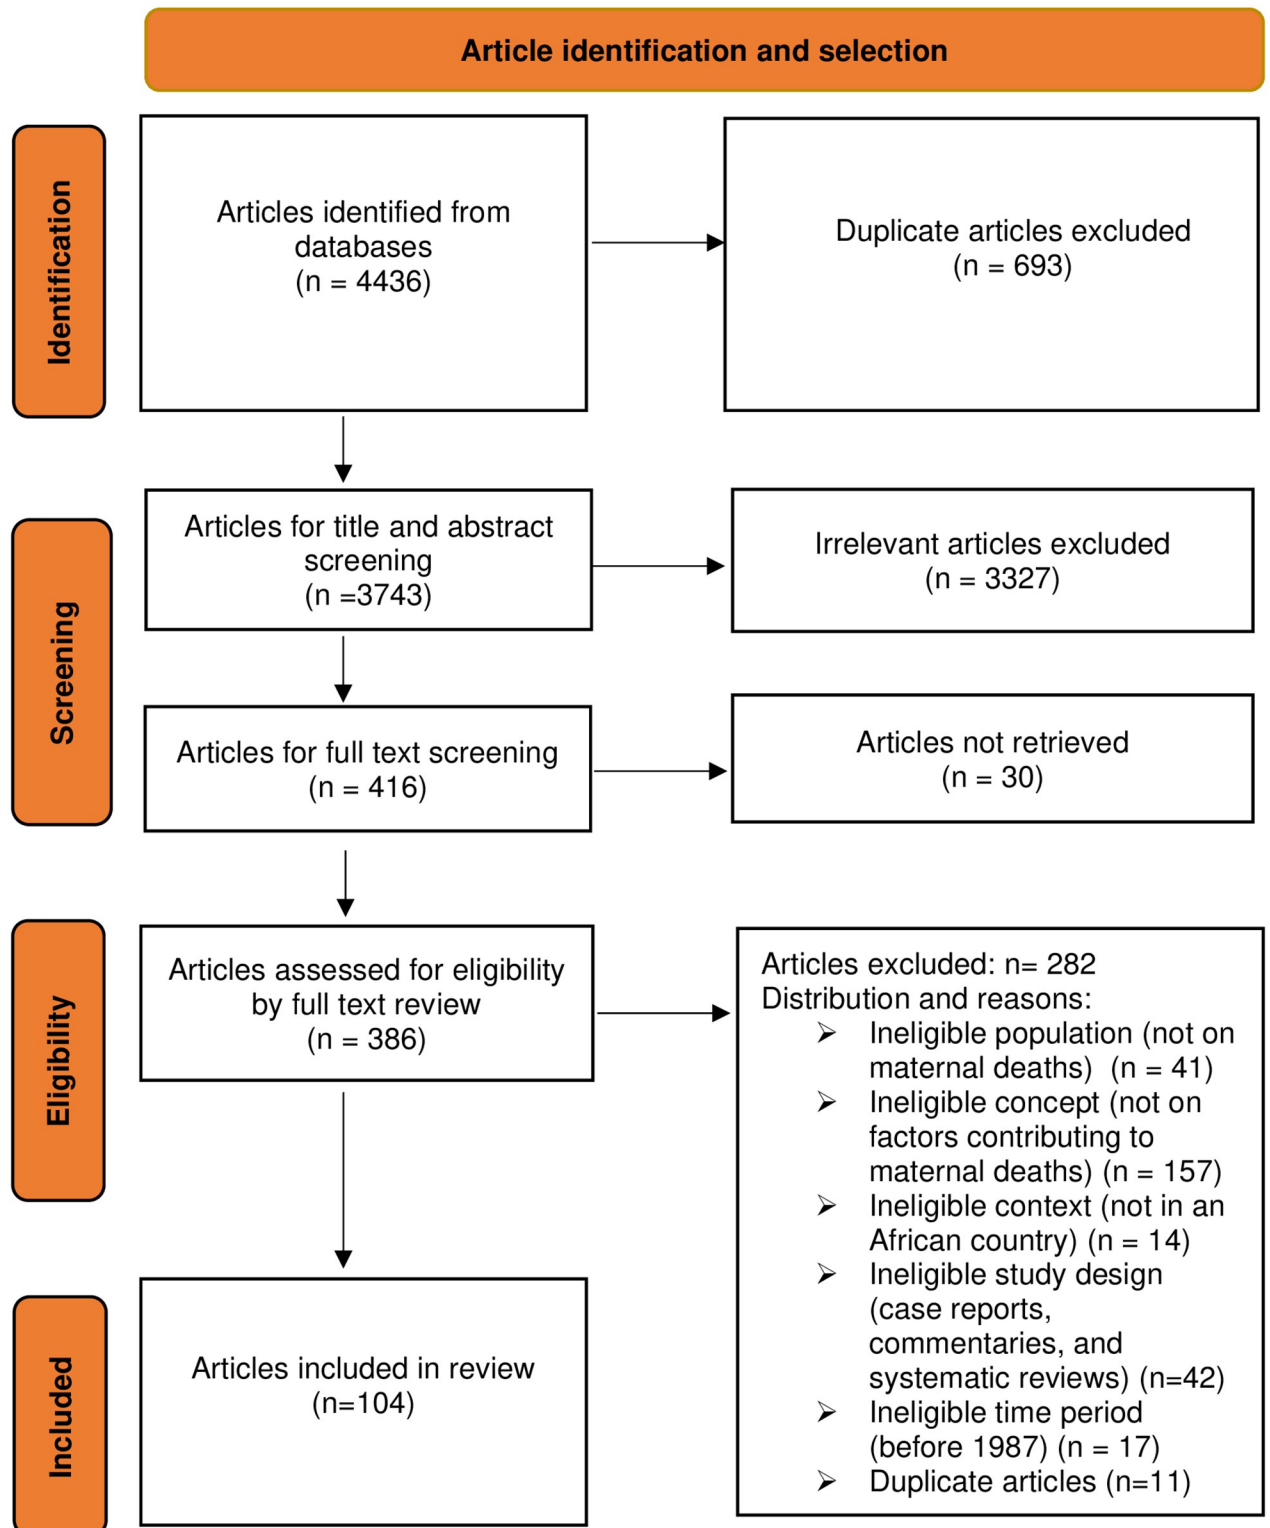 Article identification and selection
Identification
Articles identified from
databases
(n = 4436)
Duplicate articles excluded
(n = 693)
Screening
Articles for title and abstract
screening
(n =3743)
Irrelevant articles excluded
(n = 3327)
Articles for full text screening
(n = 416)
Articles not retrieved
(n = 30)
Eligibility
Articles assessed for eligibility
by full text review
(n = 386)
Articles excluded: n= 282
Distribution and reasons:
➢ Ineligible population (not on
maternal deaths)  (n = 41)
➢ Ineligible concept (not on
factors contributing to
maternal deaths) (n = 157)
➢ Ineligible context (not in an
African country) (n = 14)
➢ Ineligible study design
(case reports,
commentaries, and
systematic reviews) (n=42)
➢ Ineligible time period
(before 1987) (n = 17)
➢ Duplicate articles (n=11)
Included
Articles included in review
(n=104)